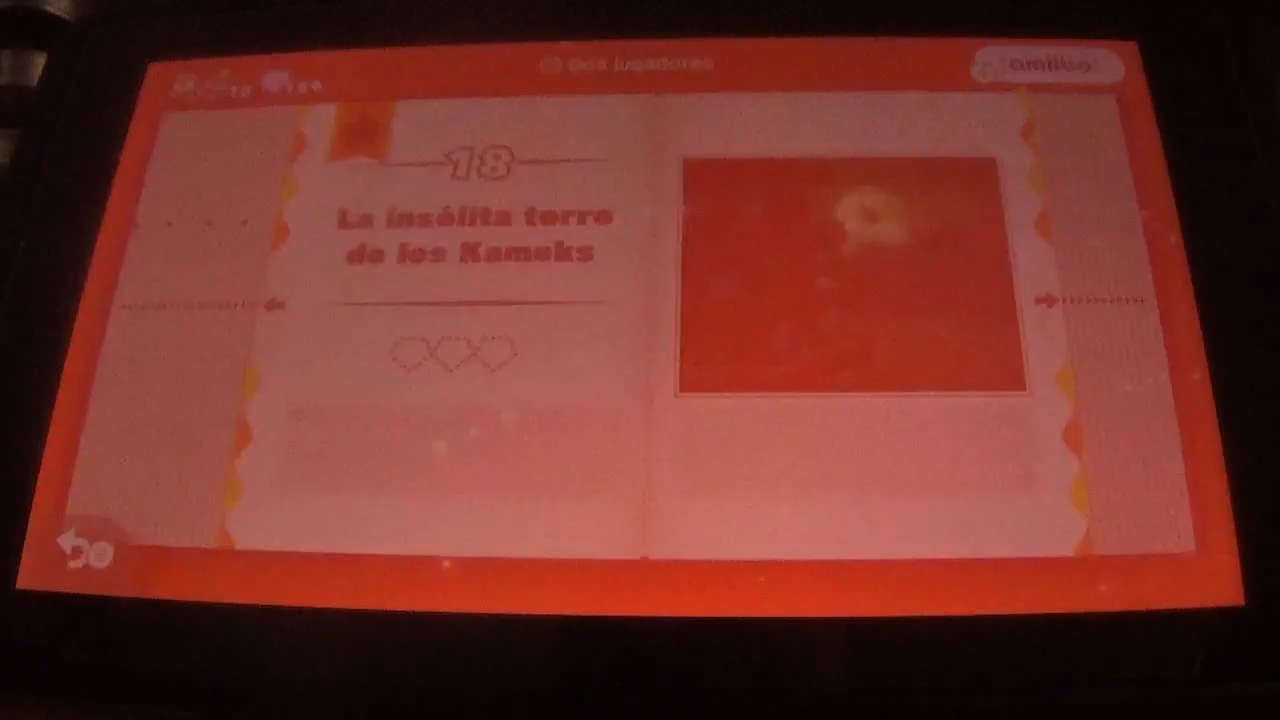 Dos jugadores
amiibo
18
La insólita torre
de los Kameks